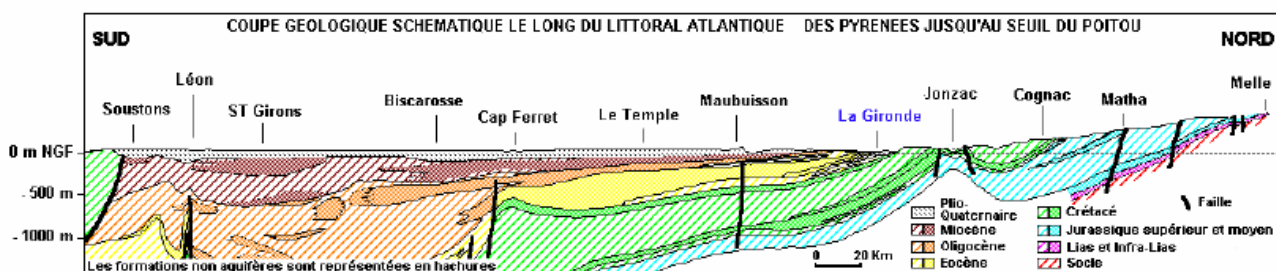 COUPE GEOLOGIQUE SCHEMATIQUE LE LONG DU LITTORAL ATLANTIQUE DES PYRENEES JUSQU'AU SEUIL DU POITOU
SUD
NORD
Léon
Soustons
ST Girons
Biscarosse
Cap Ferret
Le Temple
Maubuisson
La Gironde
Jonzac
Cognac
Matha
Melle
0 m NGF
- 500 m
- 1000 m
Plio-
Quaternaire
Miocène
Oligocène
Eocène
Crétacé
Jurassique supérieur et moyen
Lias et Infra-Lias
Socle
Faille
0 20 Km
Les formations non aquifères sont représentées en hachures